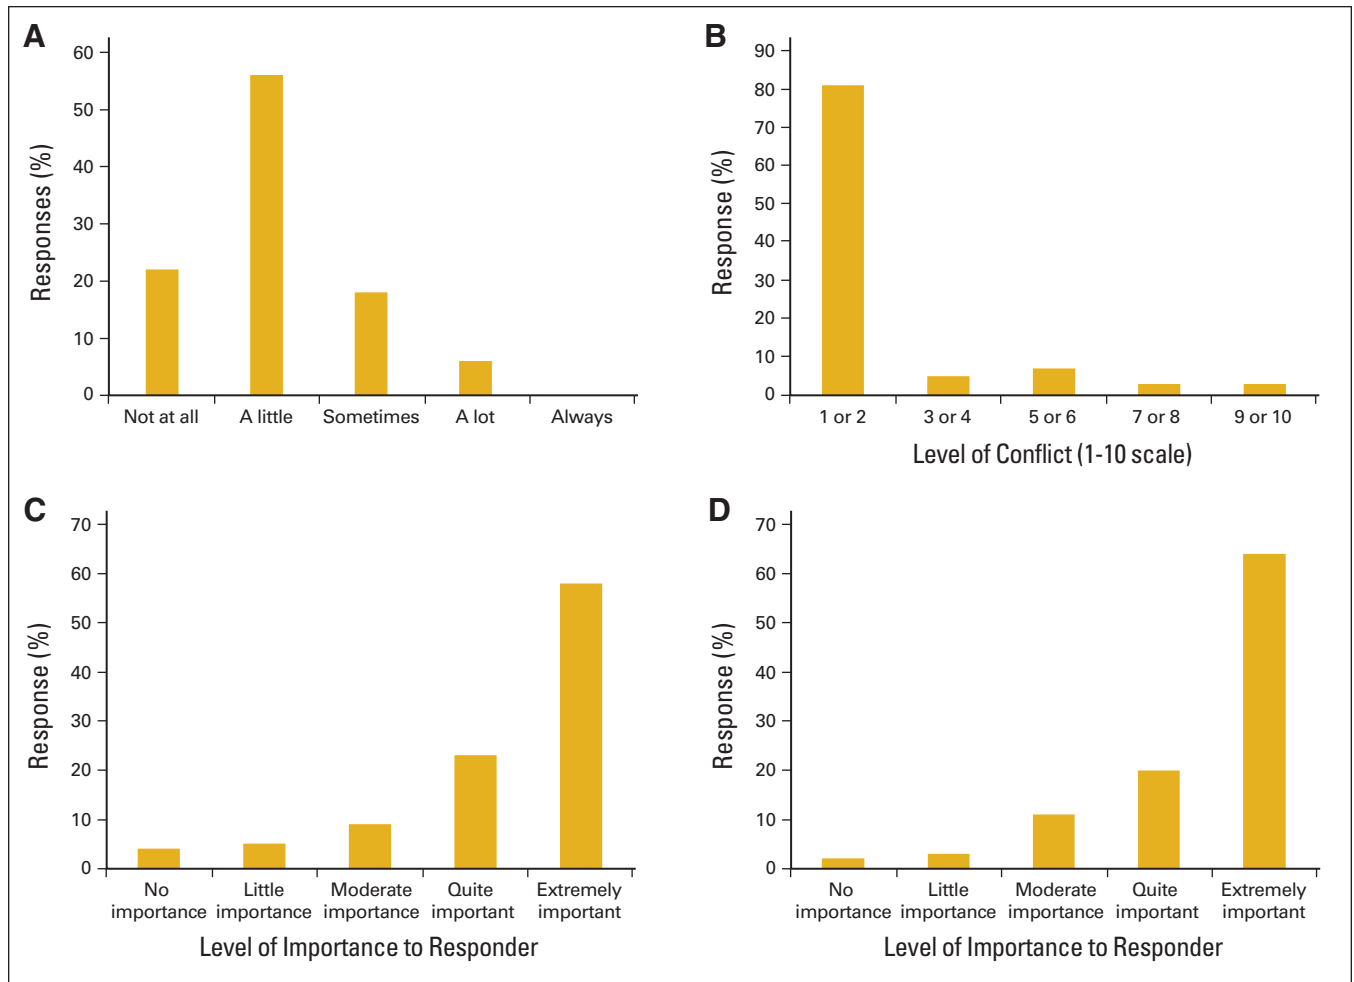 A
60
50
40
30
20
10
0
Responses (%)
Not at all A little Sometimes A lot Always
B
90
80
70
60
50
40
30
20
10
0
Response (%)
1 or 2 3 or 4 5 or 6 7 or 8 9 or 10
Level of Conflict (1-10 scale)
C
70
60
50
40
30
20
10
0
Response (%)
No Little Moderate Quite Extremely
importance importance importance important important
Level of Importance to Responder
D
70
60
50
40
30
20
10
0
Response (%)
No Little Moderate Quite Extremely
importance importance importance important important
Level of Importance to Responder